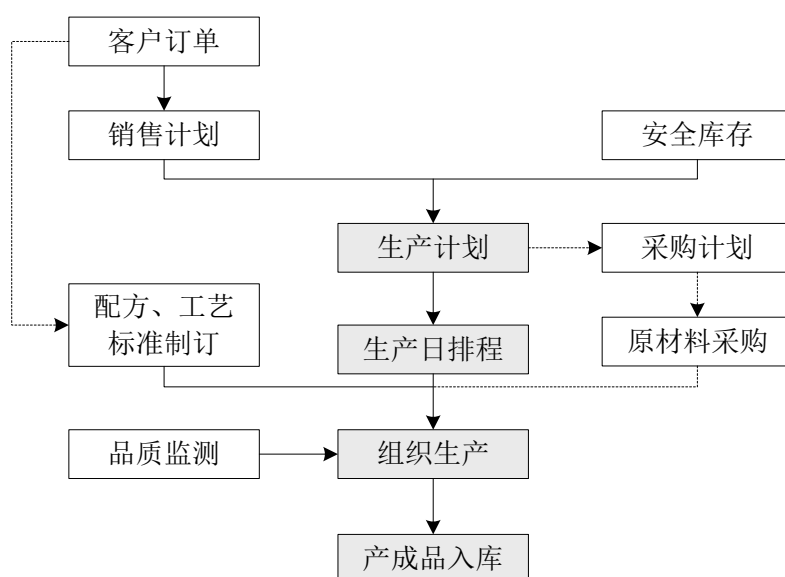 客户订单
销售计划
安全库存
生产计划
采购计划
配方、工艺
标准制订
生产日排程
原材料采购
品质监测
组织生产
产成品入库